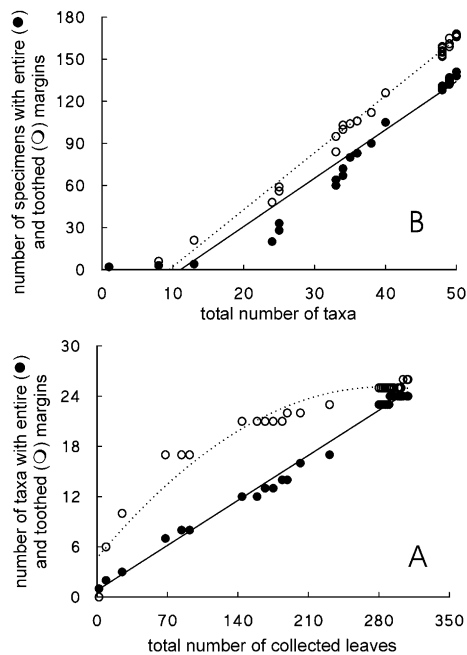 number of specimens with entire (●)
and toothed (○) margins
180
150
120
90
60
30
0
B
0 10 20 30 40 50
total number of taxa
number of taxa with entire (●)
and toothed (○) margins
30
24
18
12
6
0
A
0 70 140 210 280 350
total number of collected leaves